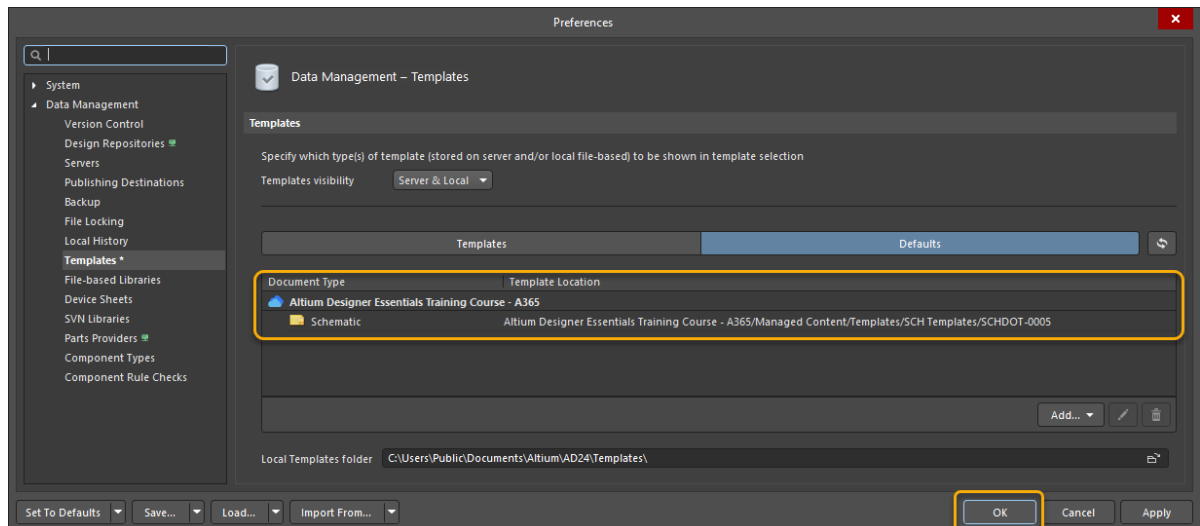 Preferences
System
Data Management
Version Control
Design Repositories
Servers
Publishing Destinations
Backup
File Locking
Local History
Templates *
File-based Libraries
Device Sheets
SVN Libraries
Parts Providers
Component Types
Component Rule Checks
Data Management – Templates
Templates
Specify which type(s) of template (stored on server and/or local file-based) to be shown in template selection
Templates visibility Server & Local
Templates Defaults
Document Type Template Location
Altium Designer Essentials Training Course - A365
Schematic Altium Designer Essentials Training Course - A365/Managed Content/Templates/SCH Templates/SCHDOT-0005
Add...
Local Templates folder C:\Users\Public\Documents\Altium\AD24\Templates\
Set To Defaults Save... Load... Import From... OK Cancel Apply